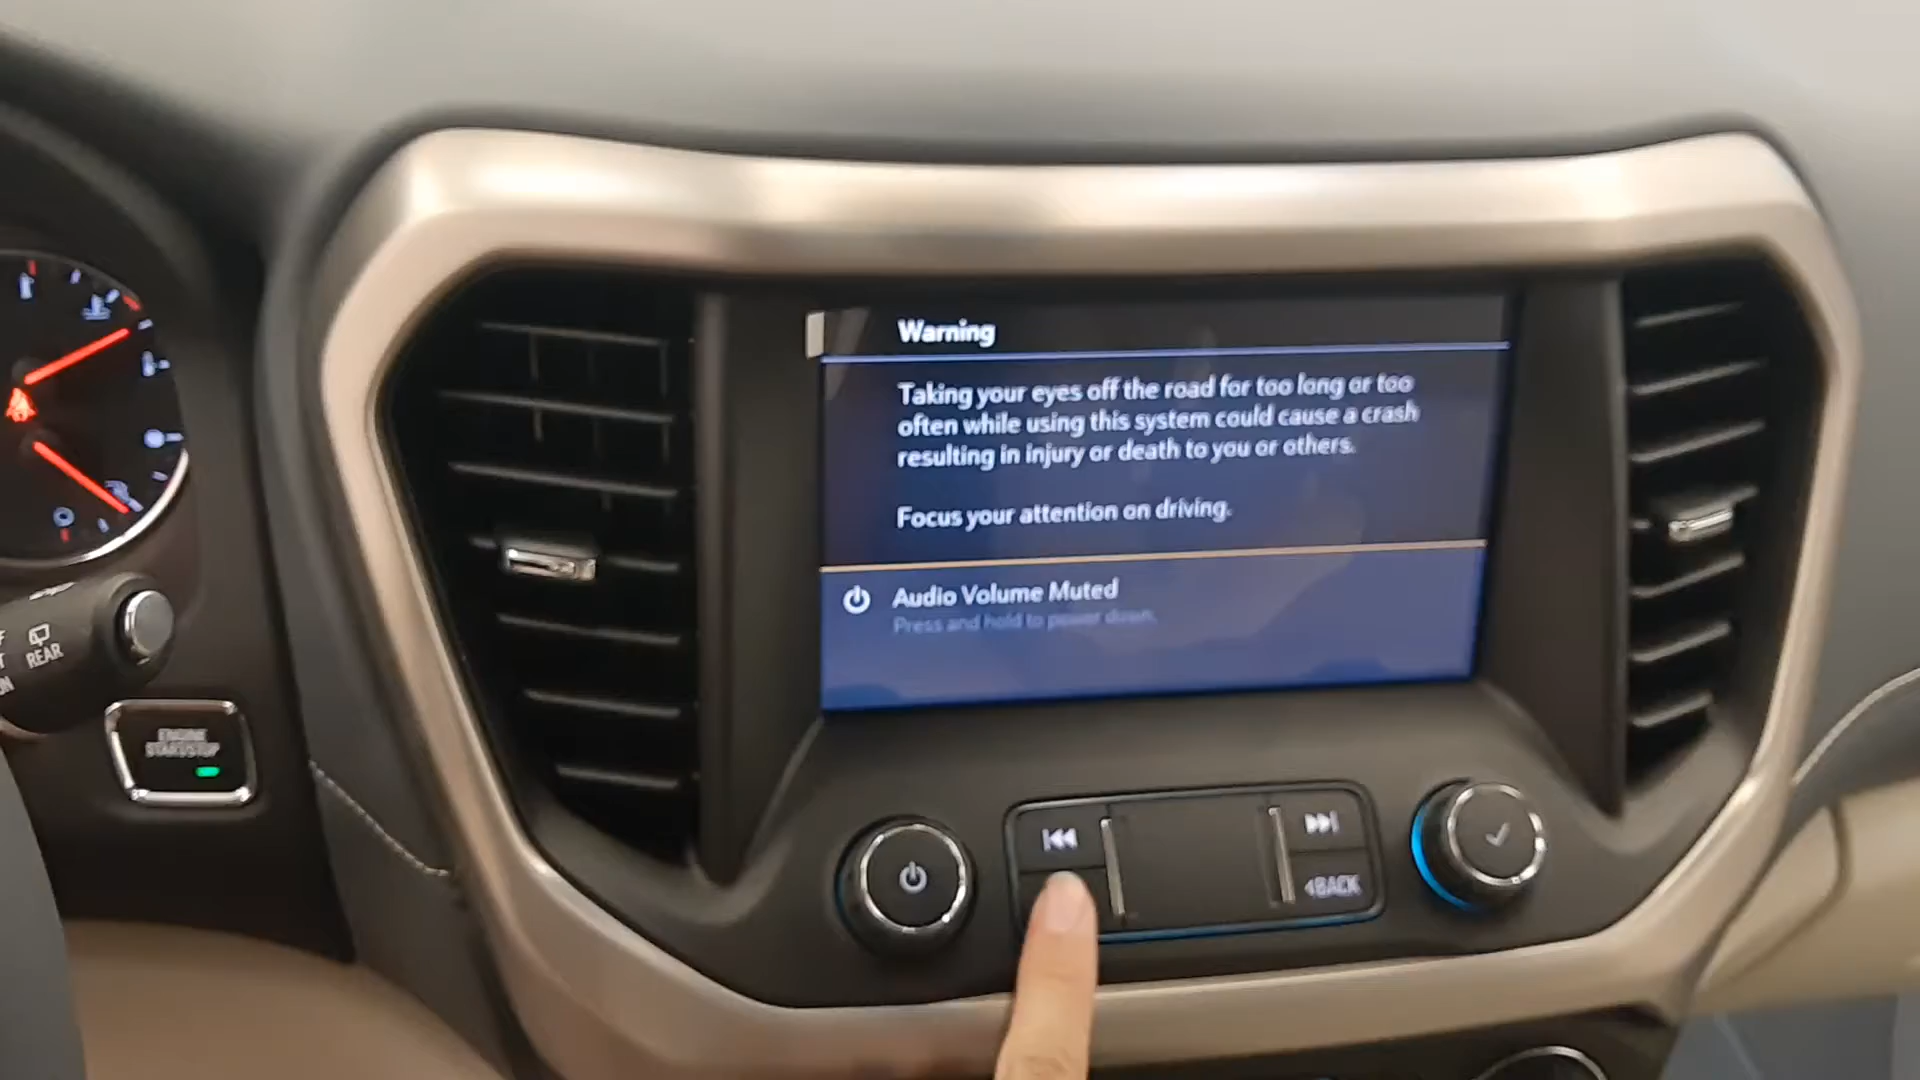 Warning
Taking your eyes off the road for too long or too
often while using this system could cause a crash
resulting in injury or death to you or others.
Focus your attention on driving.
Audio Volume Muted
Press and hold to power down.
REAR
ENGINE
START/STOP
BACK